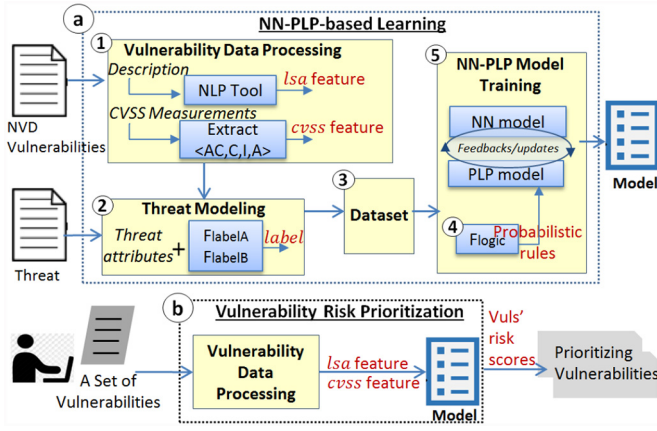 a
NN-PLP-based Learning
1
Vulnerability Data Processing
Description
NLP Tool
lsa feature
CVSS Measurements
Extract
<AC,C,I,A>
cvss feature
NVD
Vulnerabilities
2
Threat Modeling
Threat
attributes
+
FlabelA
FlabelB
label
Threat
3
Dataset
5
NN-PLP Model
Training
NN model
Feedbacks/updates
PLP model
4
Flogic
Probabilistic
rules
Model
b
Vulnerability Risk Prioritization
A Set of
Vulnerabilities
Vulnerability
Data
Processing
lsa feature
cvss feature
Model
Vuls'
risk
scores
Prioritizing
Vulnerabilities